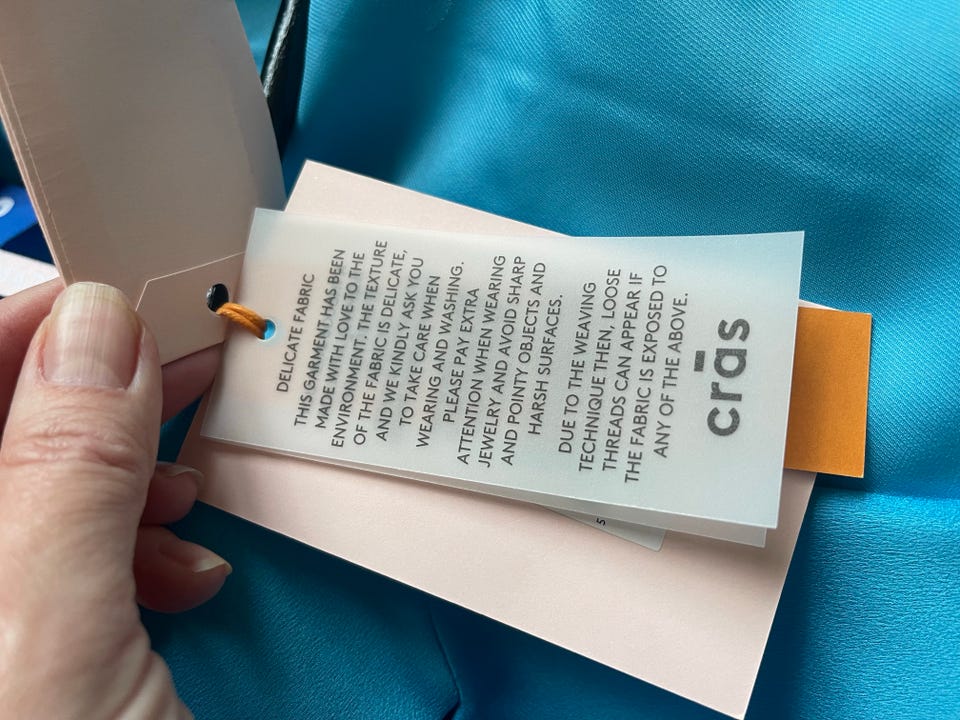 DELICATE FABRIC
THIS GARMENT HAS BEEN
MADE WITH LOVE TO THE
ENVIRONMENT. THE TEXTURE
OF THE FABRIC IS DELICATE,
AND WE KINDLY ASK YOU
TO TAKE CARE WHEN
WEARING AND WASHING.
PLEASE PAY EXTRA
ATTENTION WHEN WEARING
JEWELRY AND AVOID SHARP
AND POINTY OBJECTS AND
HARSH SURFACES.
DUE TO THE WEAVING
TECHNIQUE THEN, LOOSE
THREADS CAN APPEAR IF
THE FABRIC IS EXPOSED TO
ANY OF THE ABOVE.
crās
5